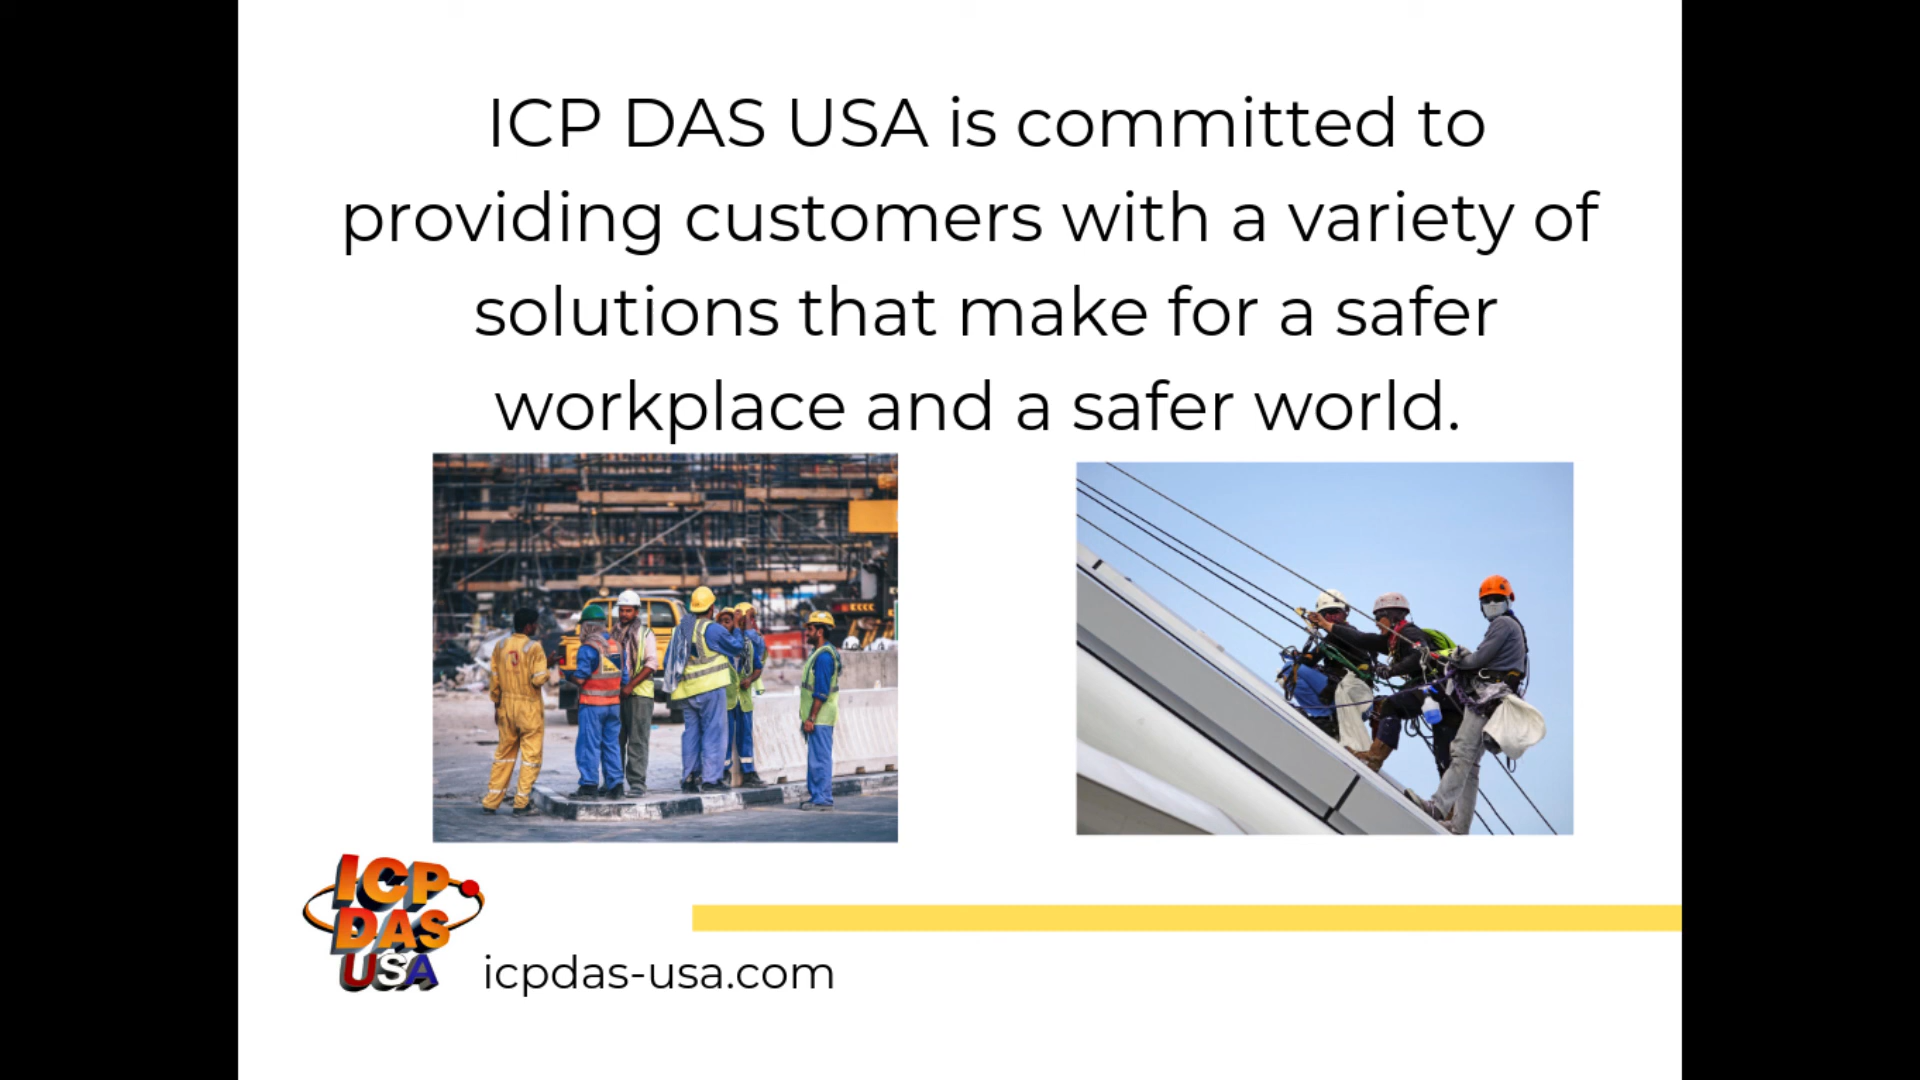 ICP DAS USA is committed to
providing customers with a variety of
solutions that make for a safer
workplace and a safer world.
ICP
DAS
USA
icpdas-usa.com